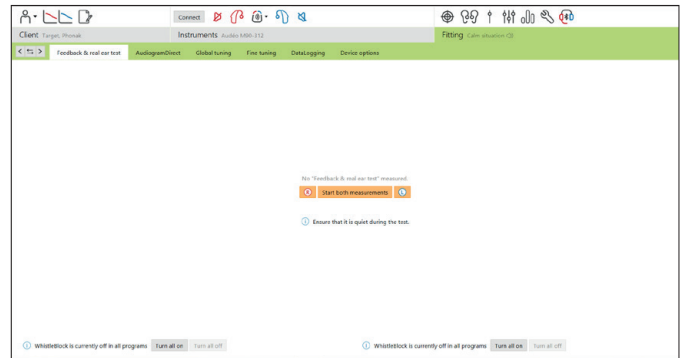 Connect
Client Target, Phonak Instruments Audéo M90-312 Fitting Calm situation
Feedback & real ear test AudiogramDirect Global tuning Fine tuning DataLogging Device options
No "Feedback & real ear test" measured.
R Start both measurements L
Ensure that it is quiet during the test.
WhistleBlock is currently off in all programs Turn all on Turn all off WhistleBlock is currently off in all programs Turn all on Turn all off